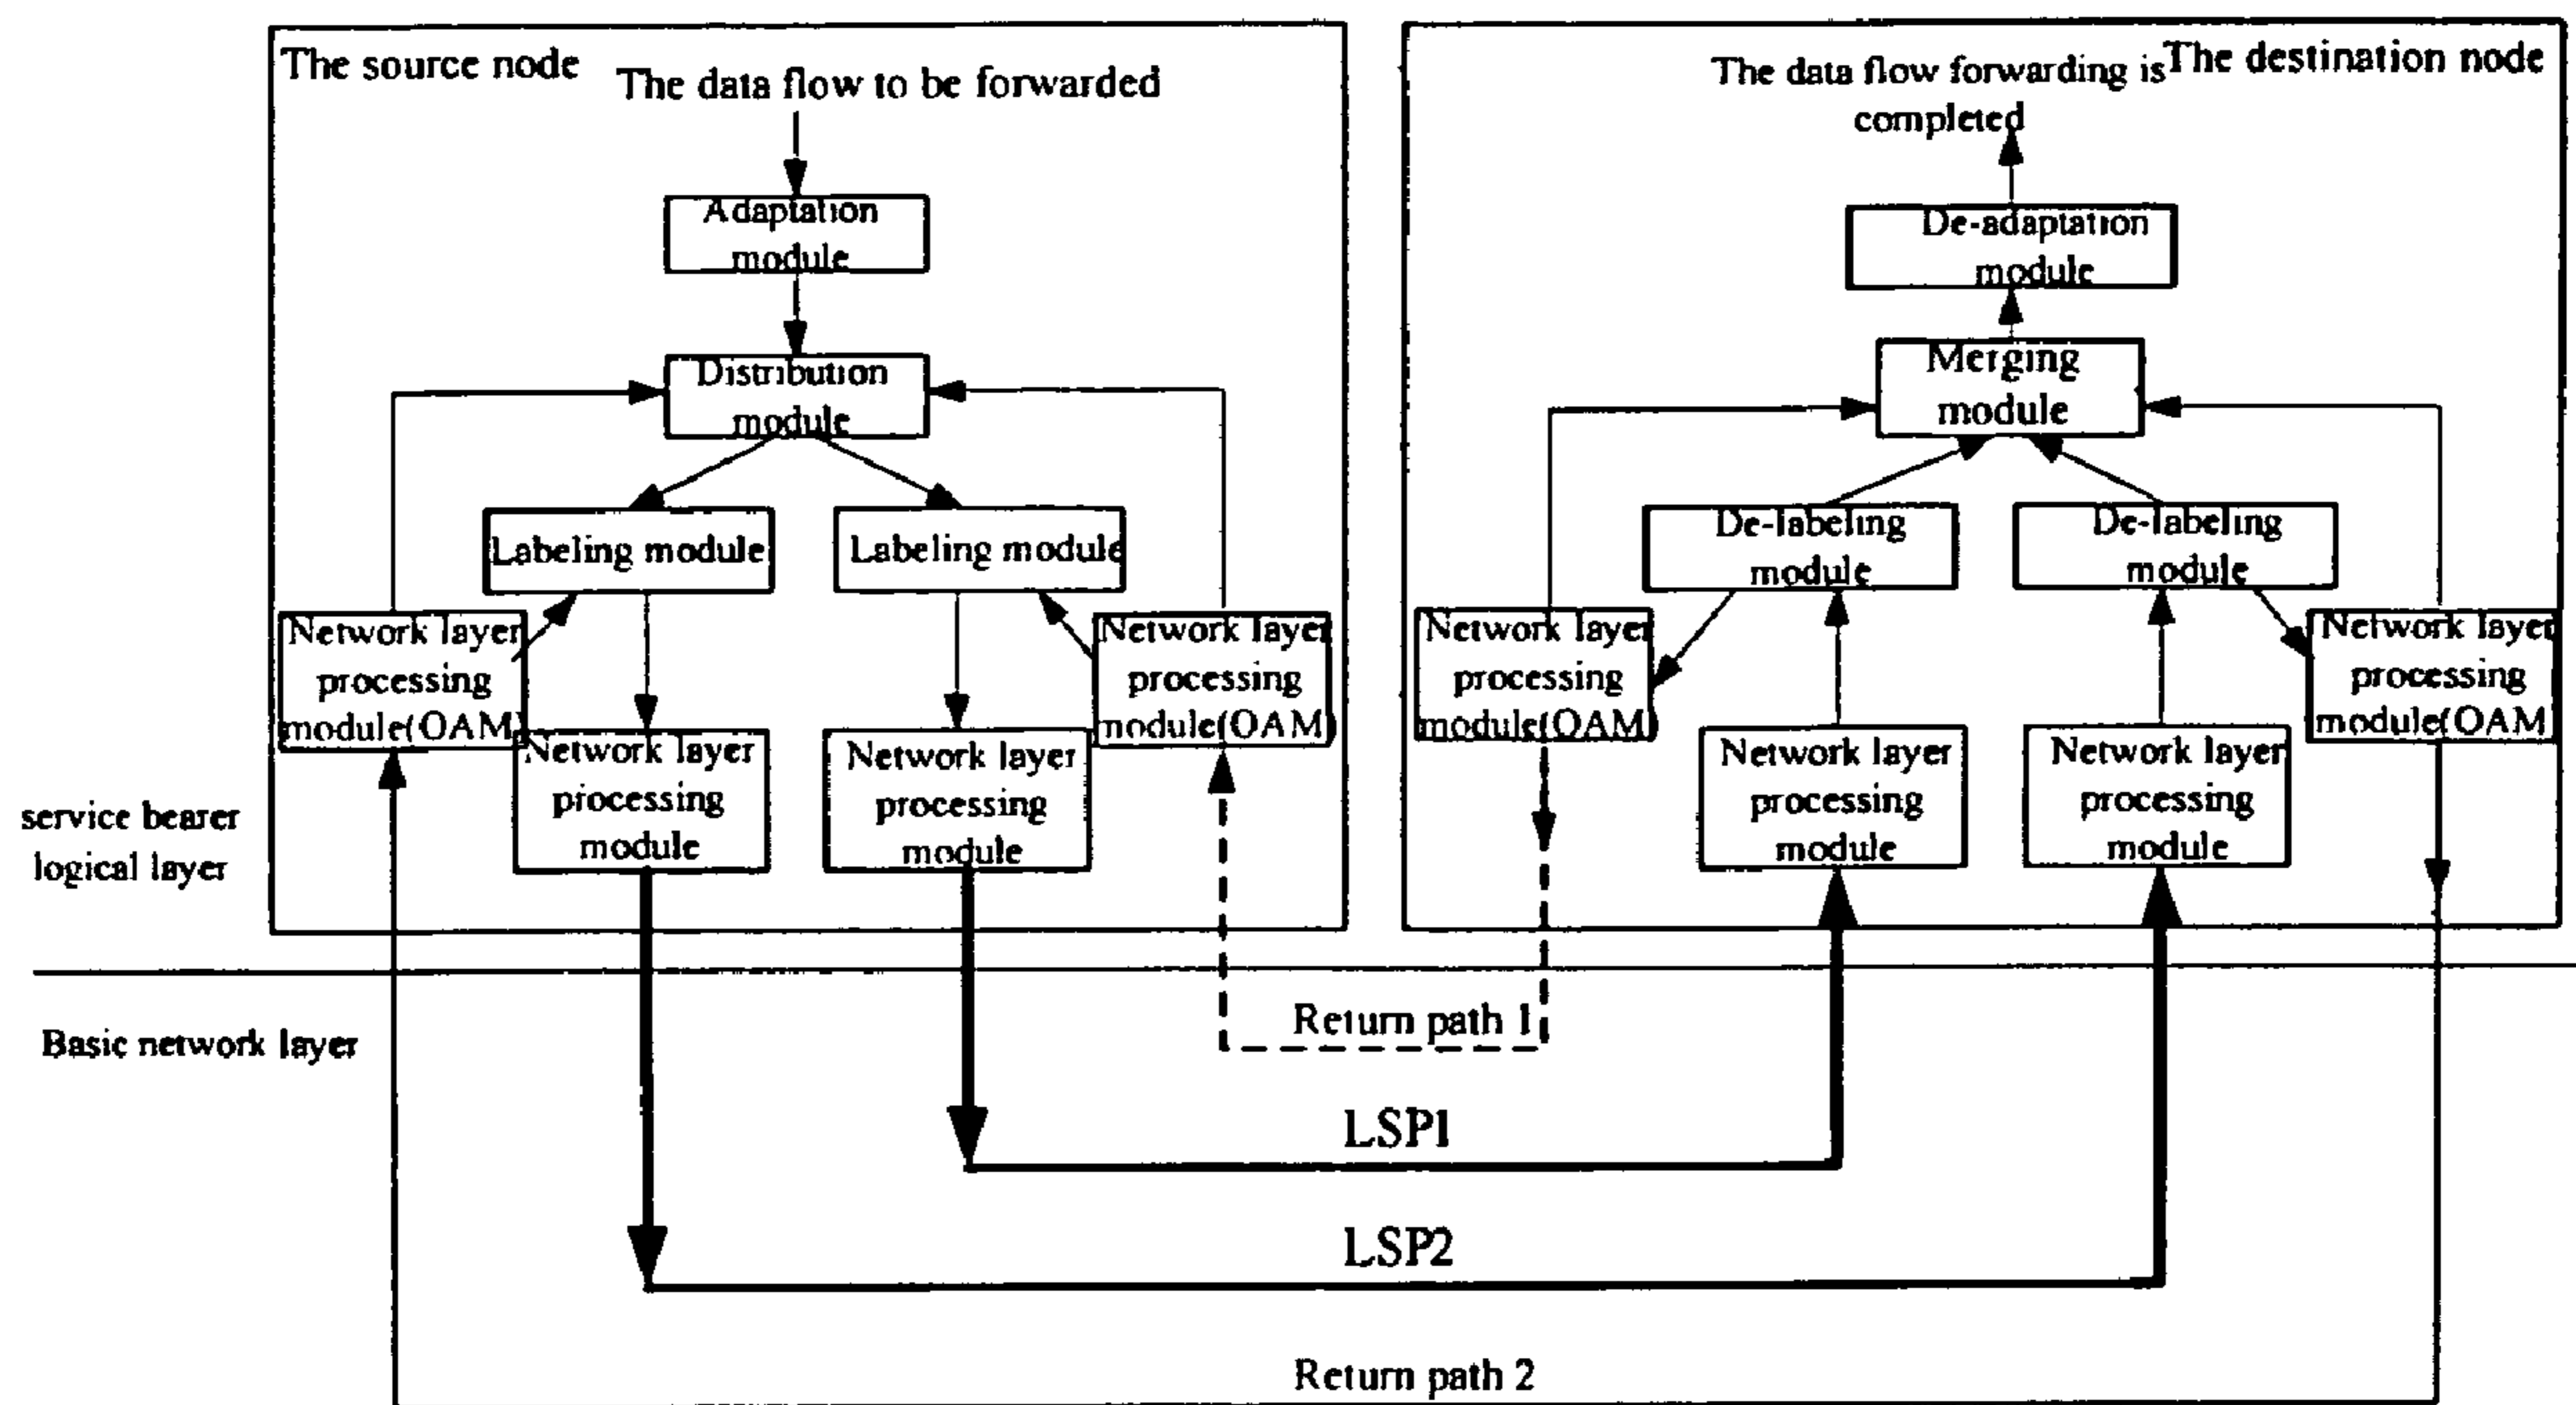 The source node
The data flow to be forwarded
Adaptation
module
Distribution
module
Labeling module
Labeling module
Network layer
processing
module(OAM)
Network layer
processing
module
Network layer
processing
module
Network layer
processing
module(OAM)
The destination node
The data flow forwarding is
completed
De-adaptation
module
Merging
module
De-labeling
module
De-labeling
module
Network layer
processing
module(OAM)
Network layer
processing
module
Network layer
processing
module
Network layer
processing
module(OAM
service bearer
logical layer
Basic network layer
Return path 1
LSP1
LSP2
Return path 2